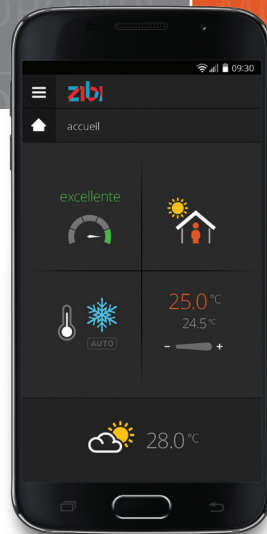 09:30
zibi
accueil
excellente
25.0 °C
24.5 °C
AUTO
- +
28.0 °C